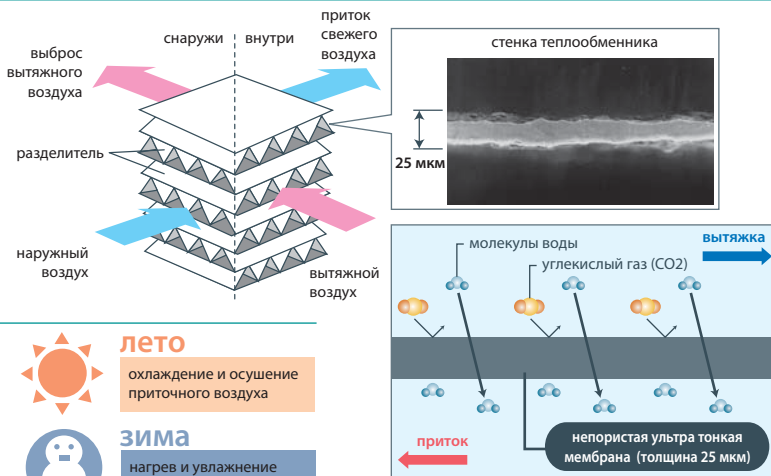 выброс
вытяжного
воздуха
снаружи
внутри
приток
свежего
воздуха
разделитель
наружный
воздух
вытяжной
воздух
стенка теплообменника
25 мкм
молекулы воды
углекислый газ (CO2)
вытяжка
приток
непористая ультра тонкая
мембрана (толщина 25 мкм)
лето
охлаждение и осушение
приточного воздуха
зима
нагрев и увлажнение